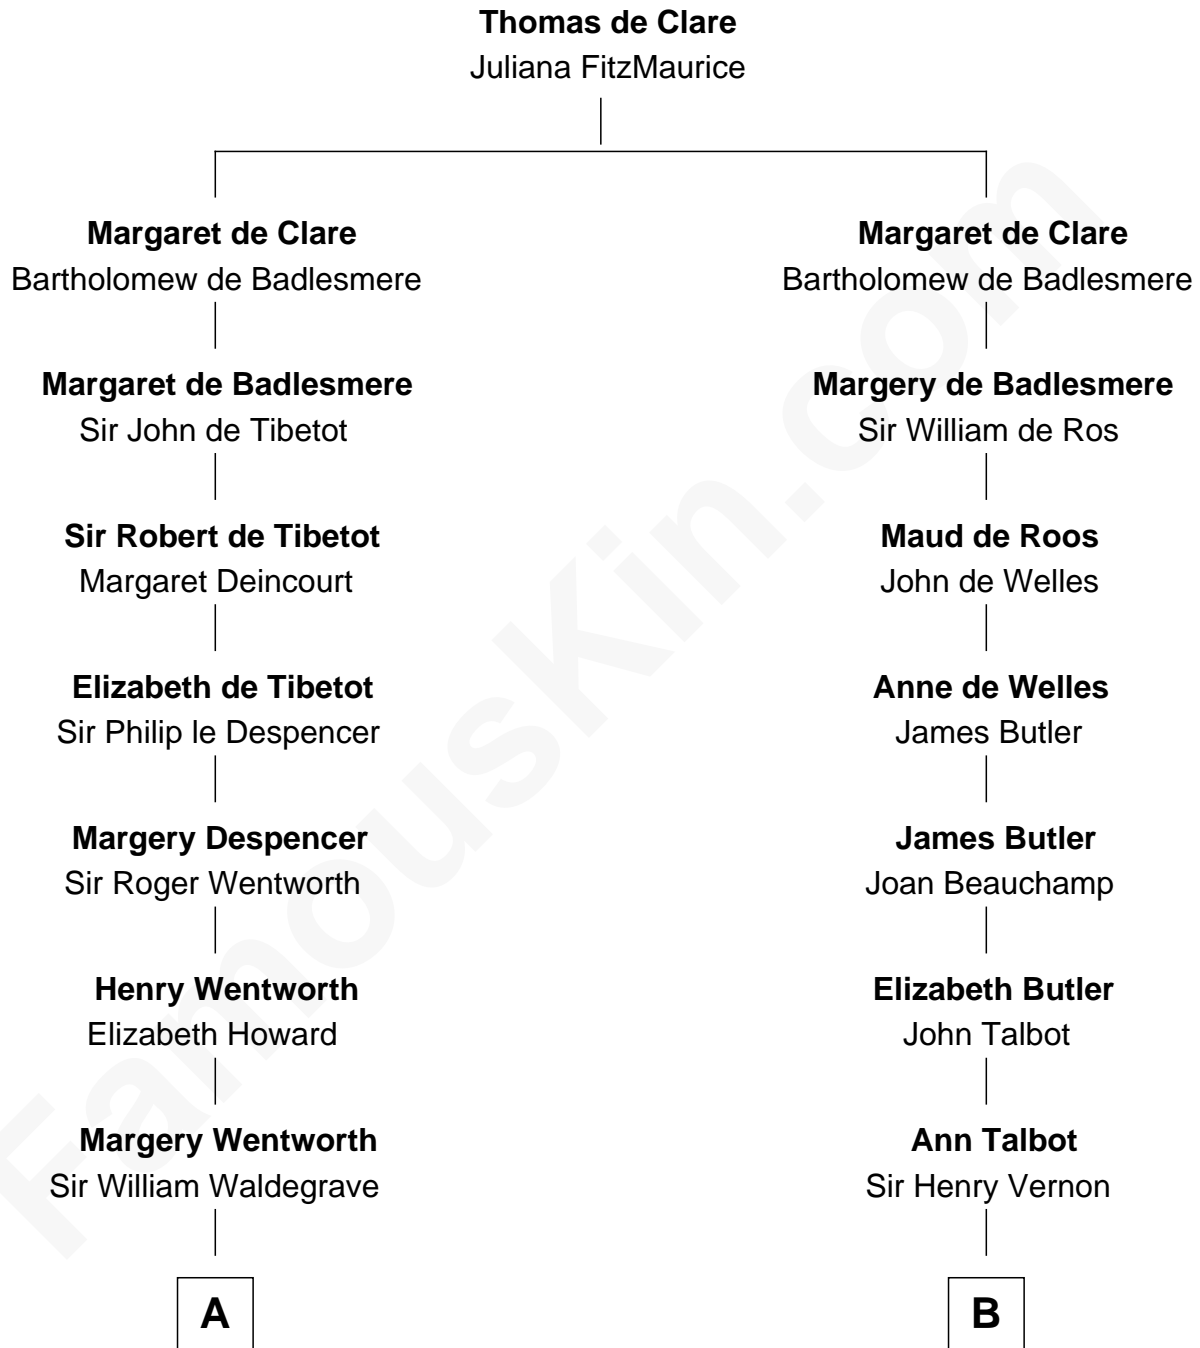 Thomas de Clare
Juliana FitzMaurice
Margaret de Clare
Bartholomew de Badlesmere
Margaret de Badlesmere
Sir John de Tibetot
Sir Robert de Tibetot
Margaret Deincourt
Elizabeth de Tibetot
Sir Philip le Despencer
Margery Despencer
Sir Roger Wentworth
Henry Wentworth
Elizabeth Howard
Margery Wentworth
Sir William Waldegrave
A
Margaret de Clare
Bartholomew de Badlesmere
Margery de Badlesmere
Sir William de Ros
Maud de Roos
John de Welles
Anne de Welles
James Butler
James Butler
Joan Beauchamp
Elizabeth Butler
John Talbot
Ann Talbot
Sir Henry Vernon
B
FamousKin.com